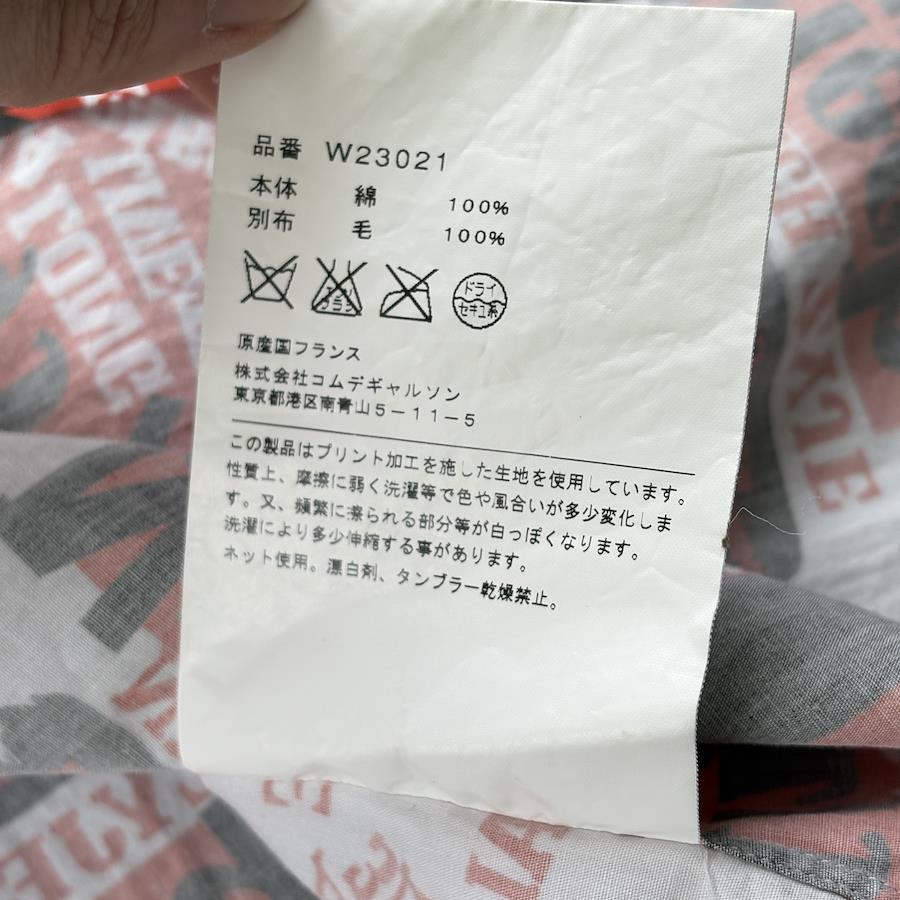 品番 W23021
本体 綿 100%
別布 毛 100%
ドライ
セキユ系
原産国フランス
株式会社コムデギャルソン
東京都港区南青山5-11-5
この製品はプリント加工を施した生地を使用しています。
性質上、摩擦に弱く洗濯等で色や風合いが多少変化しま
す。又、頻繁に擦られる部分等が白っぽくなります。
洗濯により多少伸縮する事があります。
ネット使用。漂白剤、タンブラー乾燥禁止。